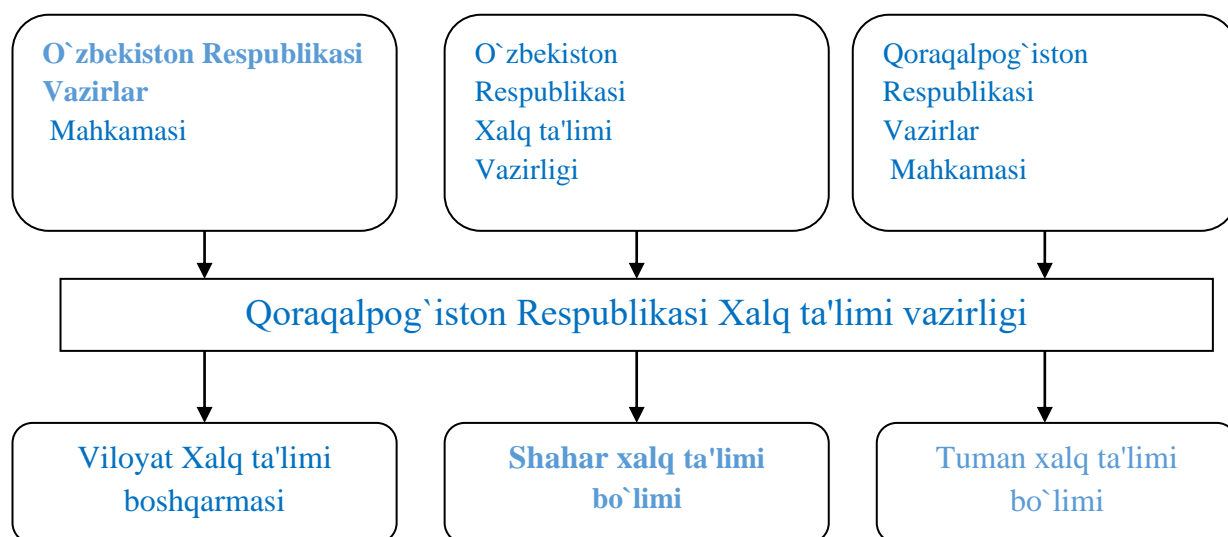 O`zbekiston Respublikasi
Vazirlar
Mahkamasi
O`zbekiston
Respublikasi
Xalq ta'limi
Vazirligi
Qoraqalpog`iston
Respublikasi
Vazirlar
Mahkamasi
Qoraqalpog`iston Respublikasi Xalq ta'limi vazirligi
Viloyat Xalq ta'limi
boshqarmasi
Shahar xalq ta'limi
bo`limi
Tuman xalq ta'limi
bo`limi